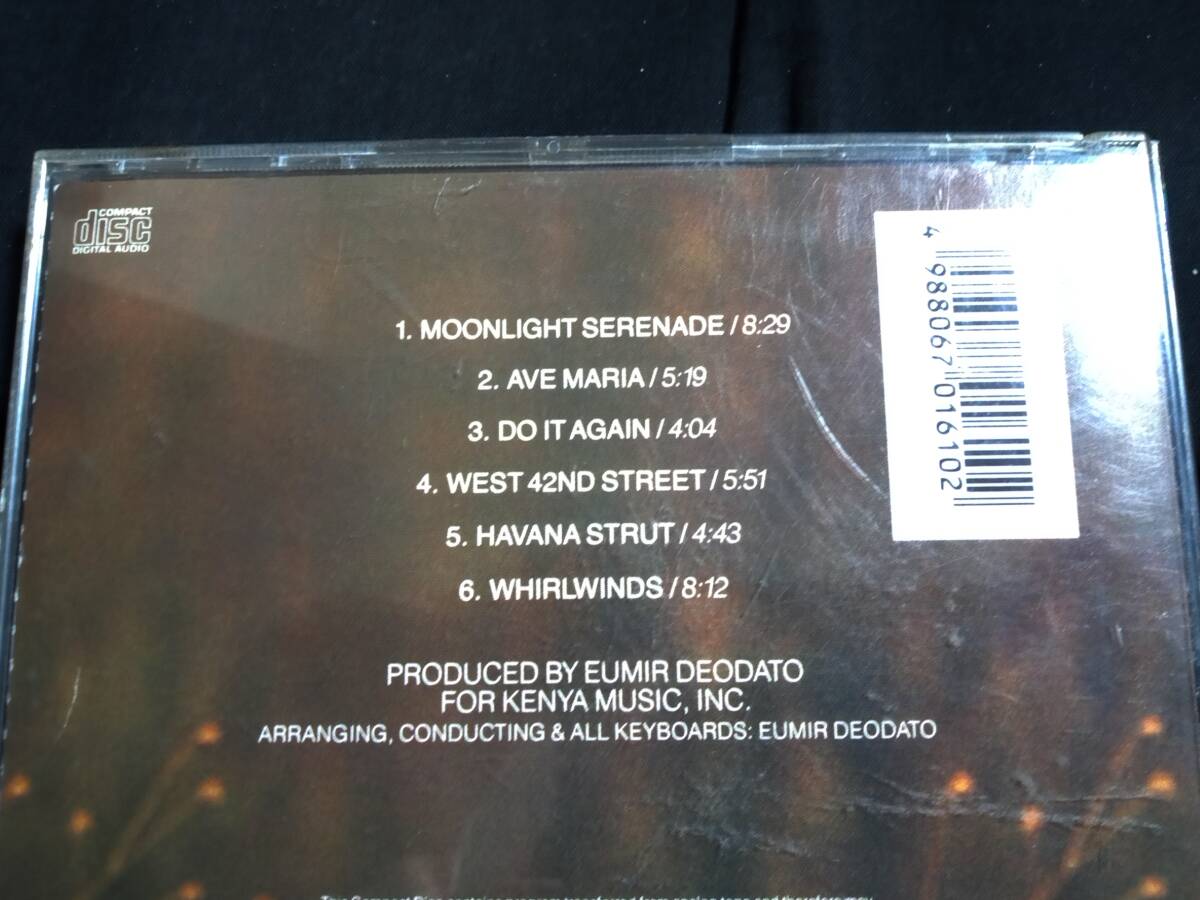 COMPACT
disc
DIGITAL AUDIO
4 988067 016102
1. MOONLIGHT SERENADE / 8:29
2. AVE MARIA / 5:19
3. DO IT AGAIN / 4:04
4. WEST 42ND STREET / 5:51
5. HAVANA STRUT / 4:43
6. WHIRLWINDS / 8:12
PRODUCED BY EUMIR DEODATO
FOR KENYA MUSIC, INC.
ARRANGING, CONDUCTING & ALL KEYBOARDS: EUMIR DEODATO